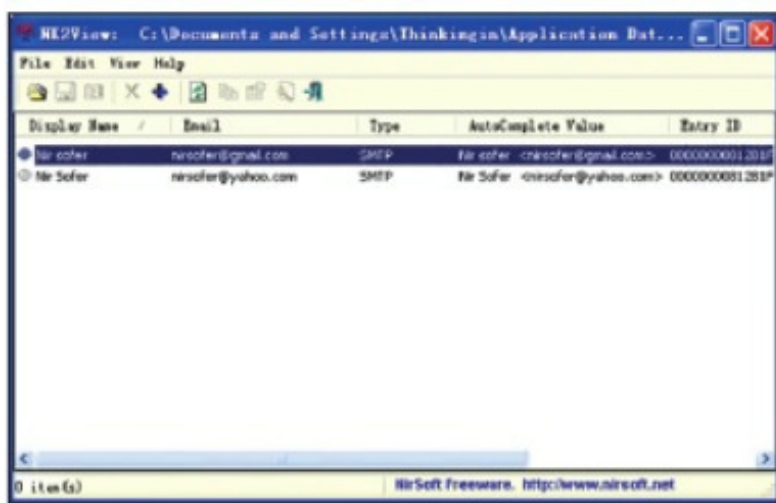 NK2View: C:\Documents and Settings\Thinkingin\Application Dat...
File Edit View Help
Display Name / Email Type AutoComplete Value Entry ID
Nir sofer nirsofer@gmail.com SMTP Nir sofer <nirsofer@gmail.com>
Nir Sofer nirsofer@yahoo.com SMTP Nir Sofer <nirsofer@yahoo.com>
0 item(s) NirSoft Freeware. http://www.nirsoft.net